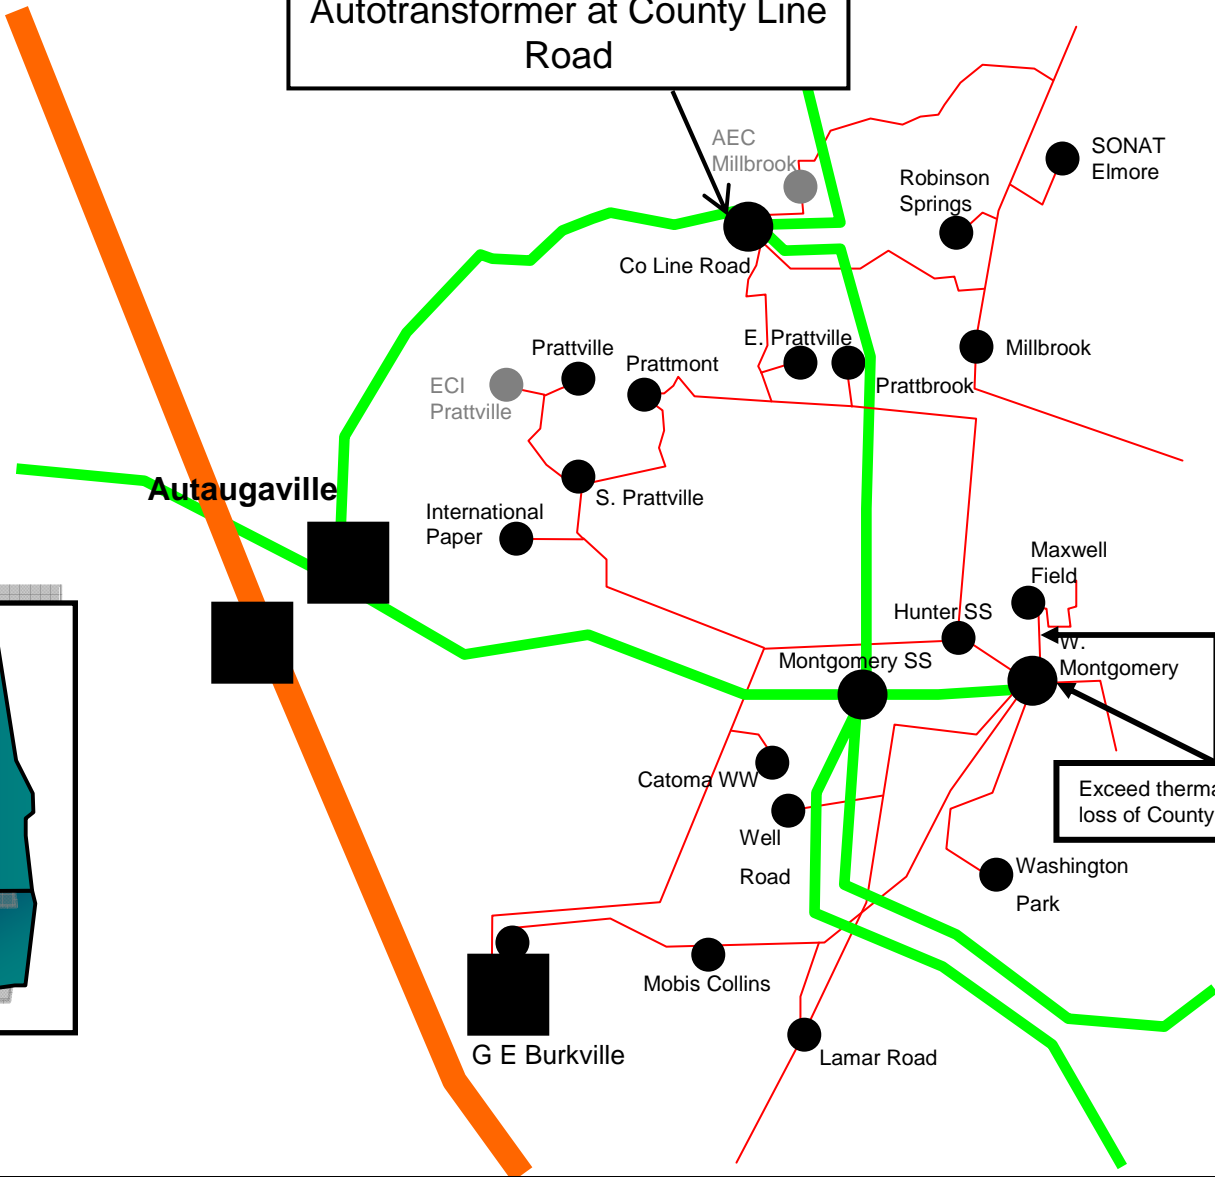 Autotransformer at County Line
Road
AEC
Millbrook
SONAT
Elmore
Robinson
Springs
Co Line Road
E. Prattville
Prattville
Prattmont
Millbrook
ECI
Prattville
Prattbrook
Autaugaville
S. Prattville
International
Paper
Maxwell
Field
Hunter SS
W.
Montgomery
Montgomery SS
Catoma WW
Exceed therma
loss of County
Well
Road
Washington
Park
Mobis Collins
G E Burkville
Lamar Road